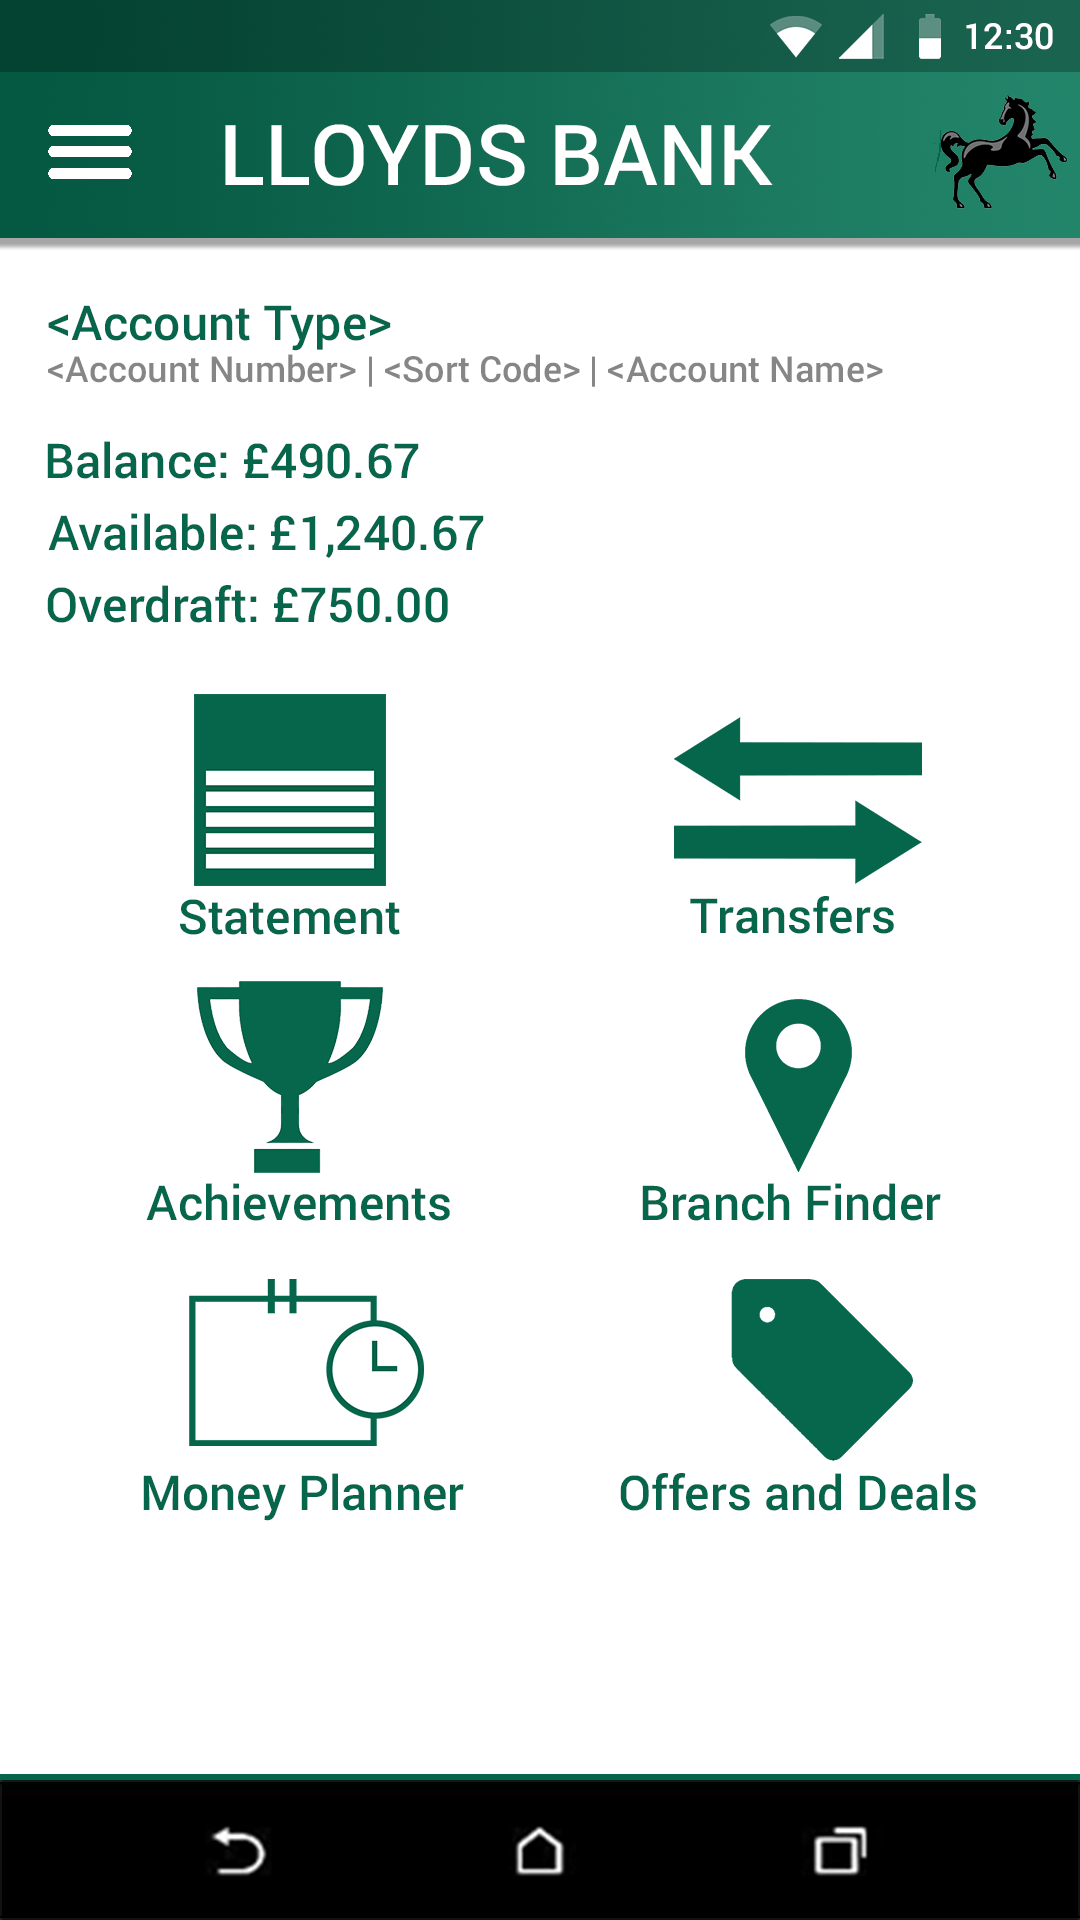 12:30
LLOYDS BANK
<Account Type>
<Account Number> | <Sort Code> | <Account Name>
Balance: £490.67
Available: £1,240.67
Overdraft: £750.00
Statement
Transfers
Achievements
Branch Finder
Money Planner
Offers and Deals